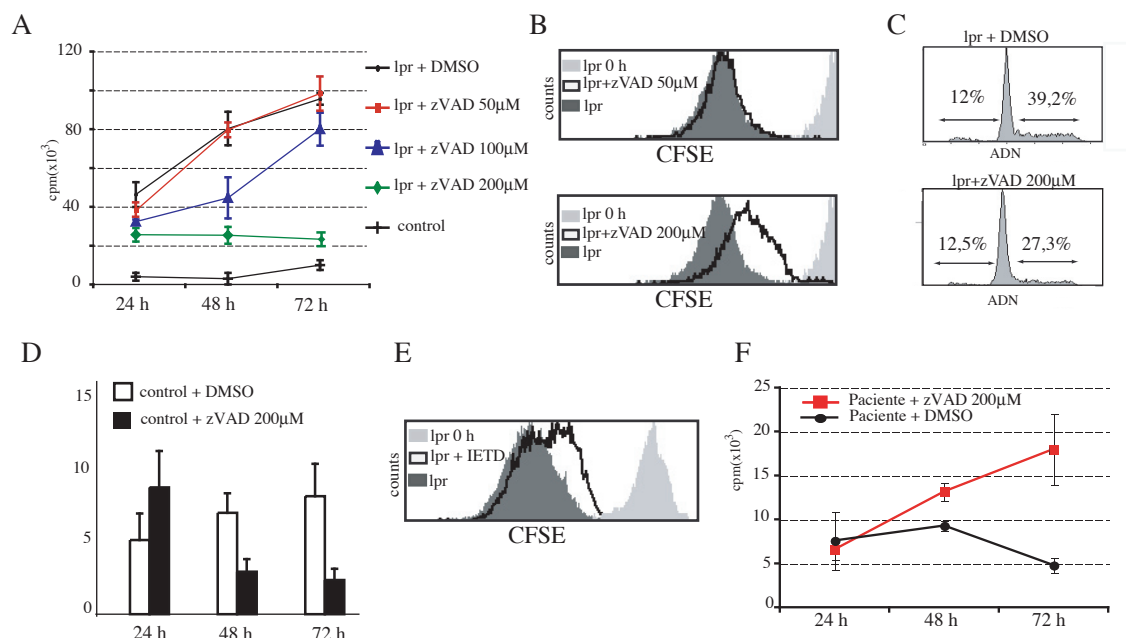 A
120
80
40
0
cpm(x10³)
24 h
48 h
72 h
lpr + DMSO
lpr + zVAD 50µM
lpr + zVAD 100µM
lpr + zVAD 200µM
control
B
lpr 0 h
lpr+zVAD 50µM
lpr
counts
CFSE
lpr 0 h
lpr+zVAD 200µM
lpr
counts
CFSE
C
lpr + DMSO
12%
39,2%
ADN
lpr+zVAD 200µM
12,5%
27,3%
ADN
D
15
10
5
0
control + DMSO
control + zVAD 200µM
24 h
48 h
72 h
E
lpr 0 h
lpr + IETD
lpr
counts
CFSE
F
25
20
15
10
5
0
cpm(x10³)
Paciente + zVAD 200µM
Paciente + DMSO
24 h
48 h
72 h